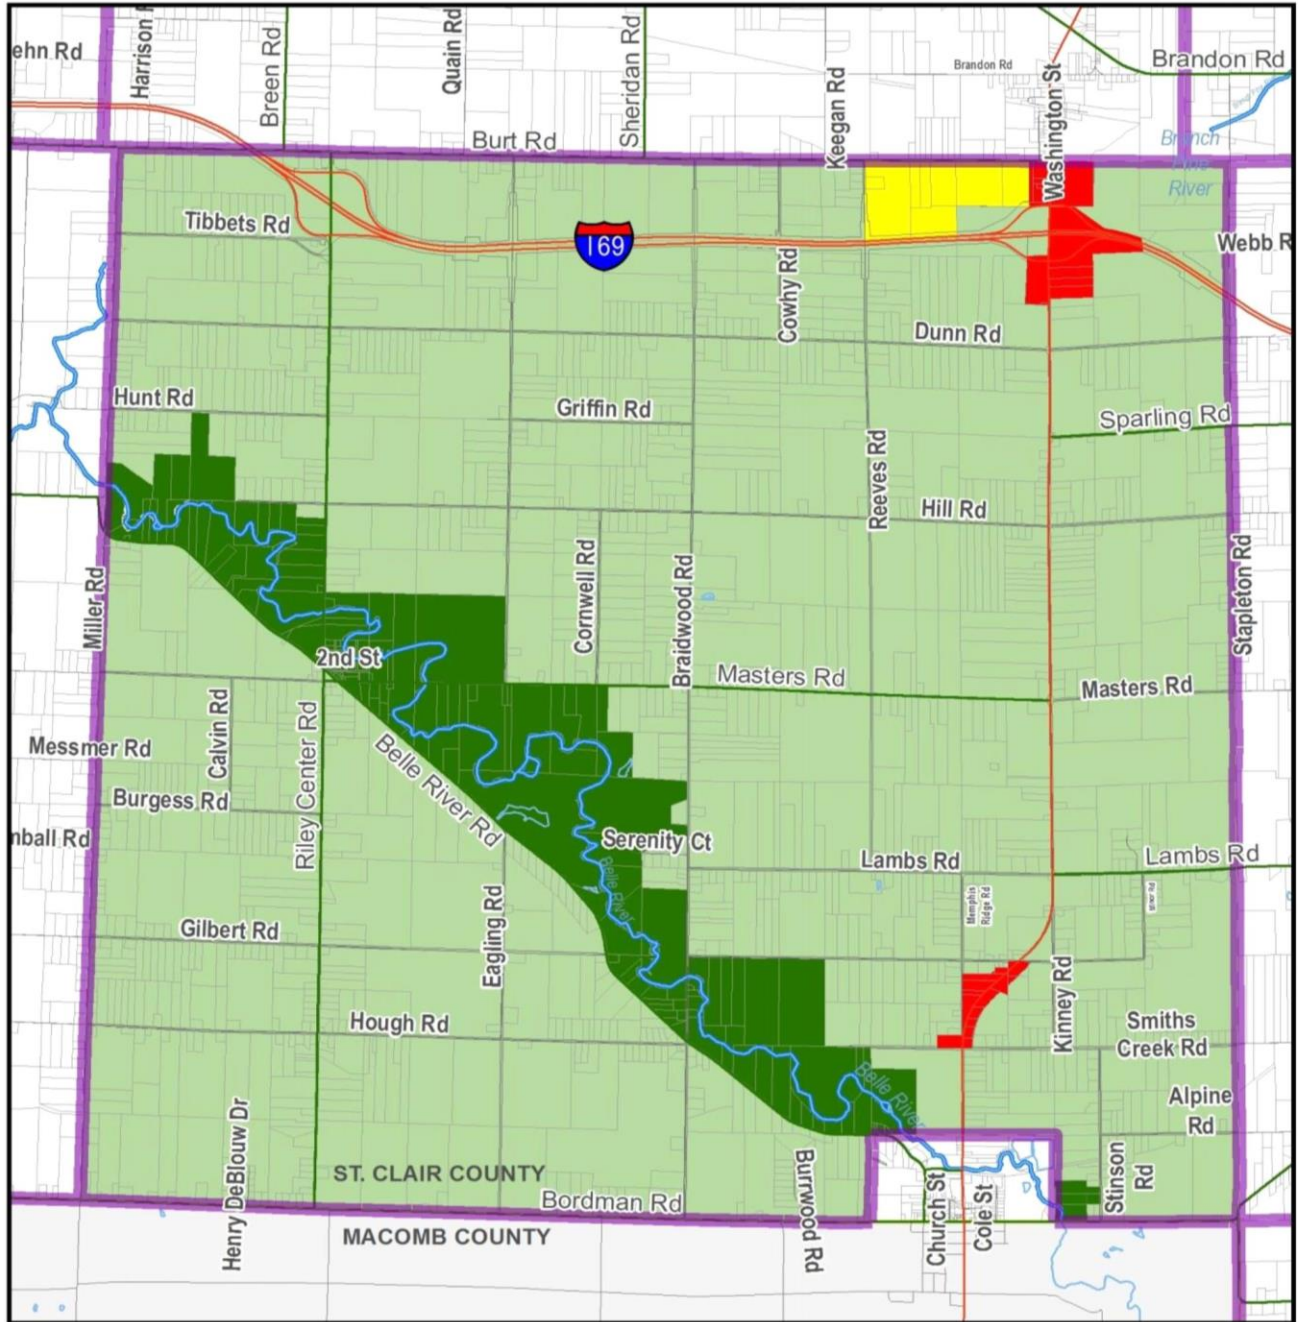 ehn Rd
Harrison
Breen Rd
Quain Rd
Sheridan Rd
Keegan Rd
Brandon Rd
Washington St
Brandon Rd
Burt Rd
Branch
Pine
River
Tibbets Rd
I69
Cowhy Rd
Webb R
Dunn Rd
Hunt Rd
Griffin Rd
Sparling Rd
Reeves Rd
Hill Rd
Miller Rd
Cornwell Rd
Braidwood Rd
Stapleton Rd
2nd St
Masters Rd
Masters Rd
Messmer Rd
Calvin Rd
Riley Center Rd
Belle River Rd
Burgess Rd
nball Rd
Serenity Ct
Lambs Rd
Lambs Rd
Belle River
Memphis
Ridge Rd
Eagling Rd
Gilbert Rd
Kinney Rd
Hough Rd
Smiths
Creek Rd
Belle River
Alpine
Rd
Henry DeBlouw Dr
Burrwood Rd
Church St
Cole St
Stinson
Rd
ST. CLAIR COUNTY
Bordman Rd
MACOMB COUNTY